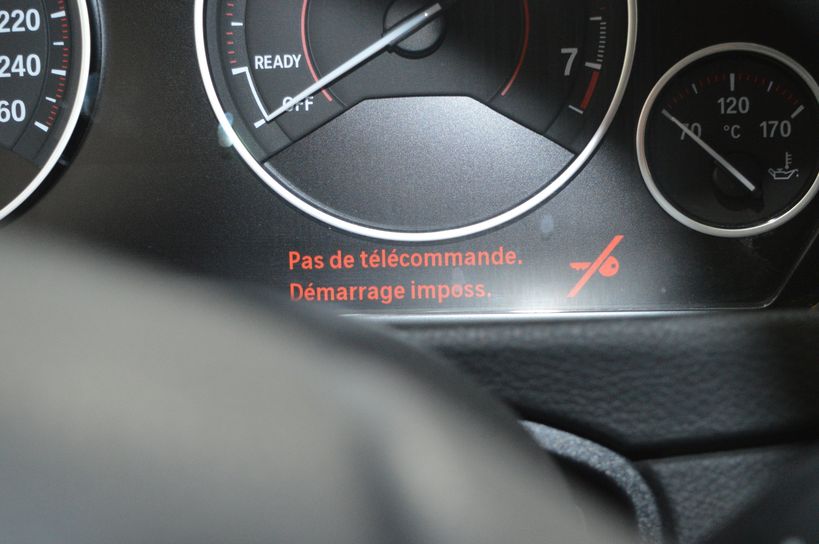 220
240
60
READY
OFF
7
70
120
°C
170
Pas de télécommande.
Démarrage imposs.